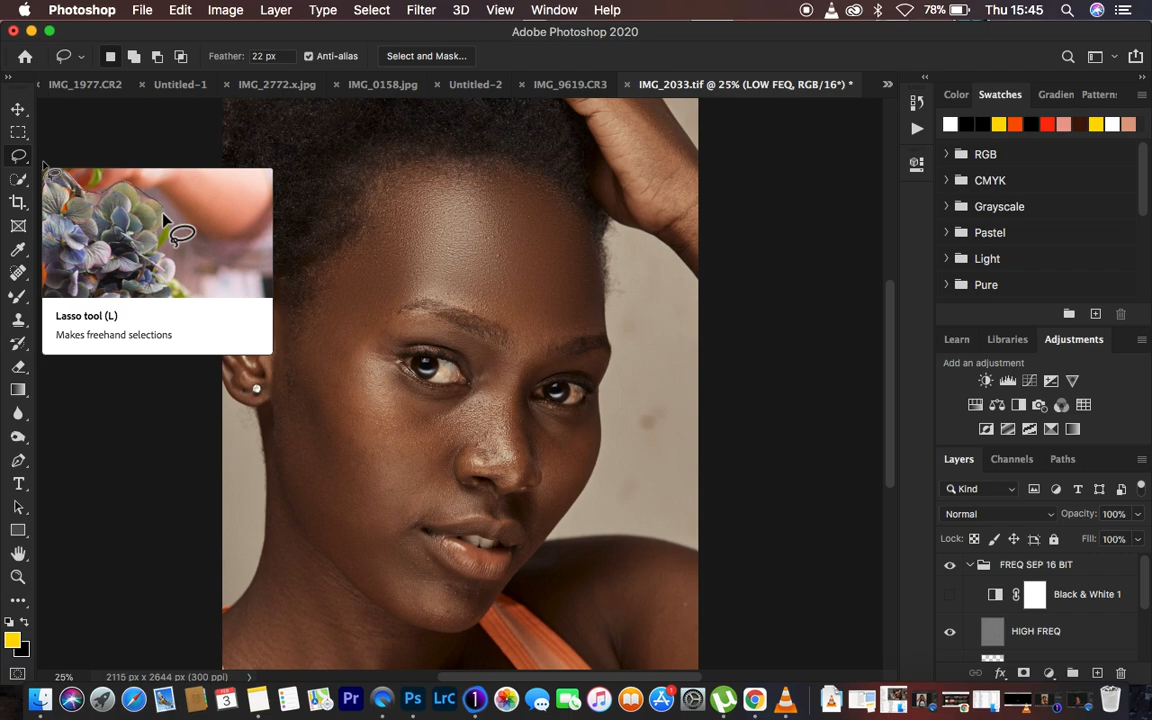 Photoshop File Edit Image Layer Type Select Filter 3D View Window Help 78% Thu 15:45
Adobe Photoshop 2020
Feather: 22 px Anti-alias Select and Mask...
IMG_1977.CR2 Untitled-1 IMG_2772.x.jpg IMG_0158.jpg Untitled-2 IMG_9619.CR3 IMG_2033.tif @ 25% (LOW FEQ, RGB/16*) *
Color Swatches Gradien Pattern:
RGB
CMYK
Grayscale
Pastel
Light
Pure
Lasso tool (L)
Makes freehand selections
Learn Libraries Adjustments
Add an adjustment
Layers Channels Paths
Kind
Normal Opacity: 100%
Lock: Fill: 100%
FREQ SEP 16 BIT
Black & White 1
HIGH FREQ
25% 2115 px x 2644 px (300 ppi)
Pr Ps LrC